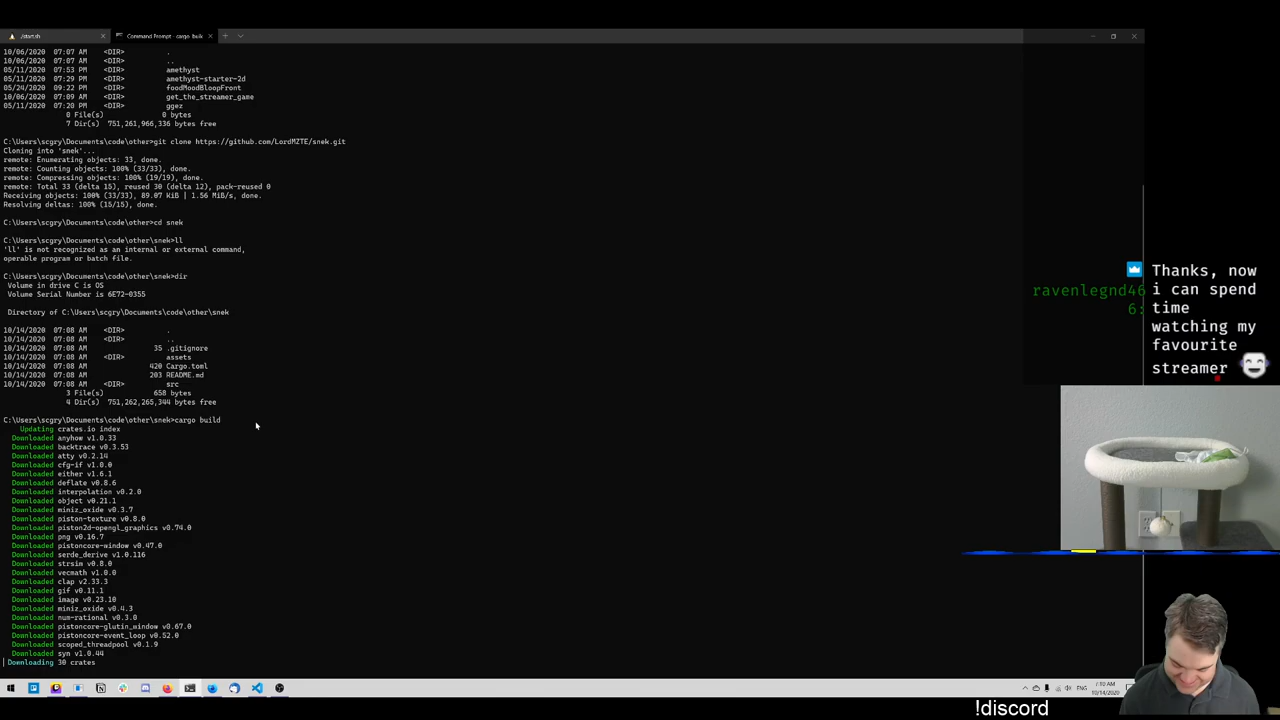 ./start.sh
Command Prompt - cargo build
10/06/2020  07:07 AM    <DIR>          .
10/06/2020  07:07 AM    <DIR>          ..
05/11/2020  07:53 PM    <DIR>          amethyst
05/11/2020  07:29 PM    <DIR>          amethyst-starter-2d
05/24/2020  09:22 PM    <DIR>          foodMoodBloopFront
10/06/2020  07:09 AM    <DIR>          get_the_streamer_game
05/11/2020  07:20 PM    <DIR>          ggez
0 File(s)              0 bytes
7 Dir(s)  751,261,966,336 bytes free
C:\Users\scgry\Documents\code\other>git clone https://github.com/LordMZTE/snek.git
Cloning into 'snek'...
remote: Enumerating objects: 33, done.
remote: Counting objects: 100% (33/33), done.
remote: Compressing objects: 100% (19/19), done.
remote: Total 33 (delta 15), reused 30 (delta 12), pack-reused 0
Receiving objects: 100% (33/33), 89.07 KiB | 1.56 MiB/s, done.
Resolving deltas: 100% (15/15), done.
C:\Users\scgry\Documents\code\other>cd snek
C:\Users\scgry\Documents\code\other\snek>ll
'll' is not recognized as an internal or external command,
operable program or batch file.
C:\Users\scgry\Documents\code\other\snek>dir
Volume in drive C is OS
Volume Serial Number is 6E72-0355
Directory of C:\Users\scgry\Documents\code\other\snek
10/14/2020  07:08 AM    <DIR>          .
10/14/2020  07:08 AM    <DIR>          ..
10/14/2020  07:08 AM                35 .gitignore
10/14/2020  07:08 AM    <DIR>          assets
10/14/2020  07:08 AM               420 Cargo.toml
10/14/2020  07:08 AM               203 README.md
10/14/2020  07:08 AM    <DIR>          src
3 File(s)            658 bytes
4 Dir(s)  751,262,265,344 bytes free
C:\Users\scgry\Documents\code\other\snek>cargo build
Updating crates.io index
Downloaded anyhow v1.0.33
Downloaded backtrace v0.3.53
Downloaded atty v0.2.14
Downloaded cfg-if v1.0.0
Downloaded either v1.6.1
Downloaded deflate v0.8.6
Downloaded interpolation v0.2.0
Downloaded object v0.21.1
Downloaded miniz_oxide v0.3.7
Downloaded piston-texture v0.8.0
Downloaded piston2d-opengl_graphics v0.74.0
Downloaded png v0.16.7
Downloaded pistoncore-window v0.47.0
Downloaded serde_derive v1.0.116
Downloaded strsim v0.8.0
Downloaded vecmath v1.0.0
Downloaded clap v2.33.3
Downloaded gif v0.11.1
Downloaded image v0.23.10
Downloaded miniz_oxide v0.4.3
Downloaded num-rational v0.3.0
Downloaded pistoncore-glutin_window v0.67.0
Downloaded pistoncore-event_loop v0.52.0
Downloaded scoped_threadpool v0.1.9
Downloaded syn v1.0.44
Downloading 30 crates
ravenlegnd46
6:
Thanks, now
i can spend
time
watching my
favourite
streamer
ENG
7:10 AM
10/14/2020
!discord